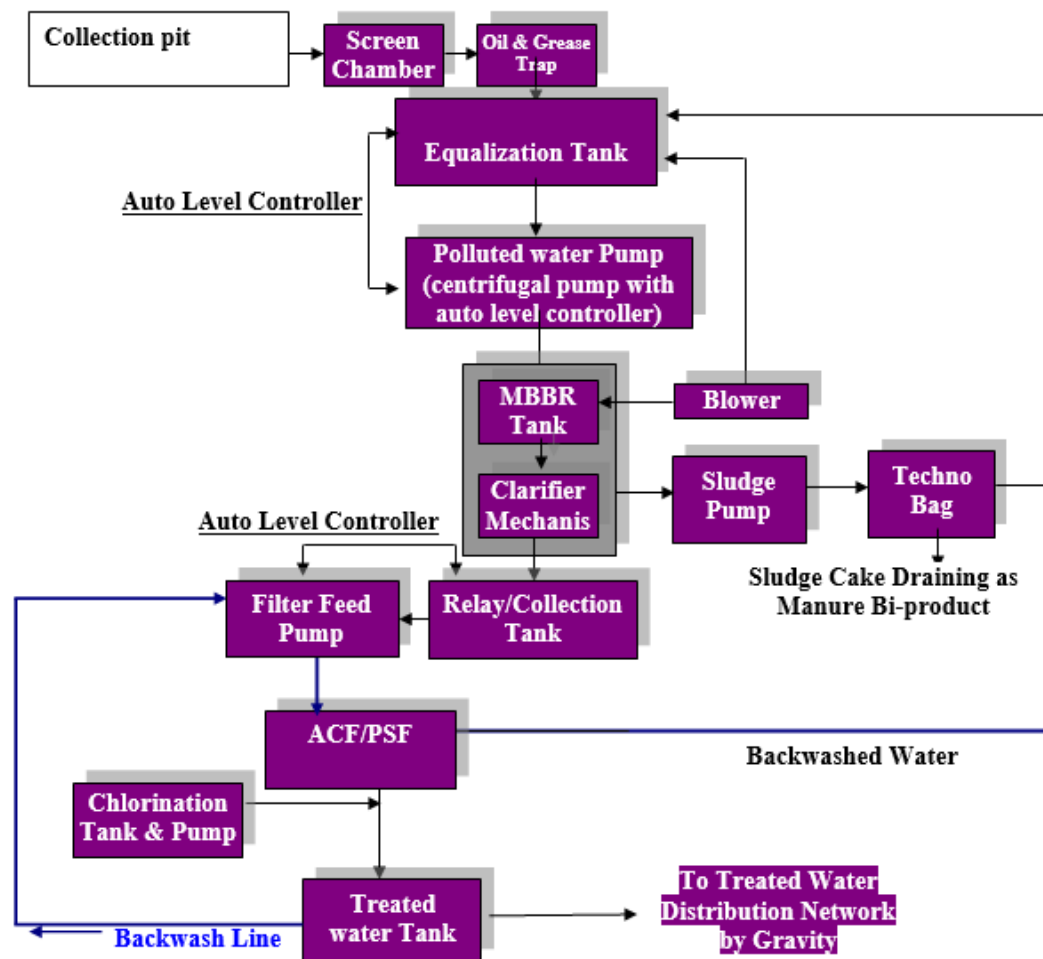 Collection pit
Screen
Chamber
Oil & Grease
Trap
Equalization Tank
Auto Level Controller
Polluted water Pump
(centrifugal pump with
auto level controller)
MBBR
Tank
Blower
Clarifier
Mechanis
Sludge
Pump
Techno
Bag
Auto Level Controller
Sludge Cake Draining as
Manure Bi-product
Filter Feed
Pump
Relay/Collection
Tank
ACF/PSF
Backwashed Water
Chlorination
Tank & Pump
Treated
water Tank
To Treated Water
Distribution Network
by Gravity
Backwash Line